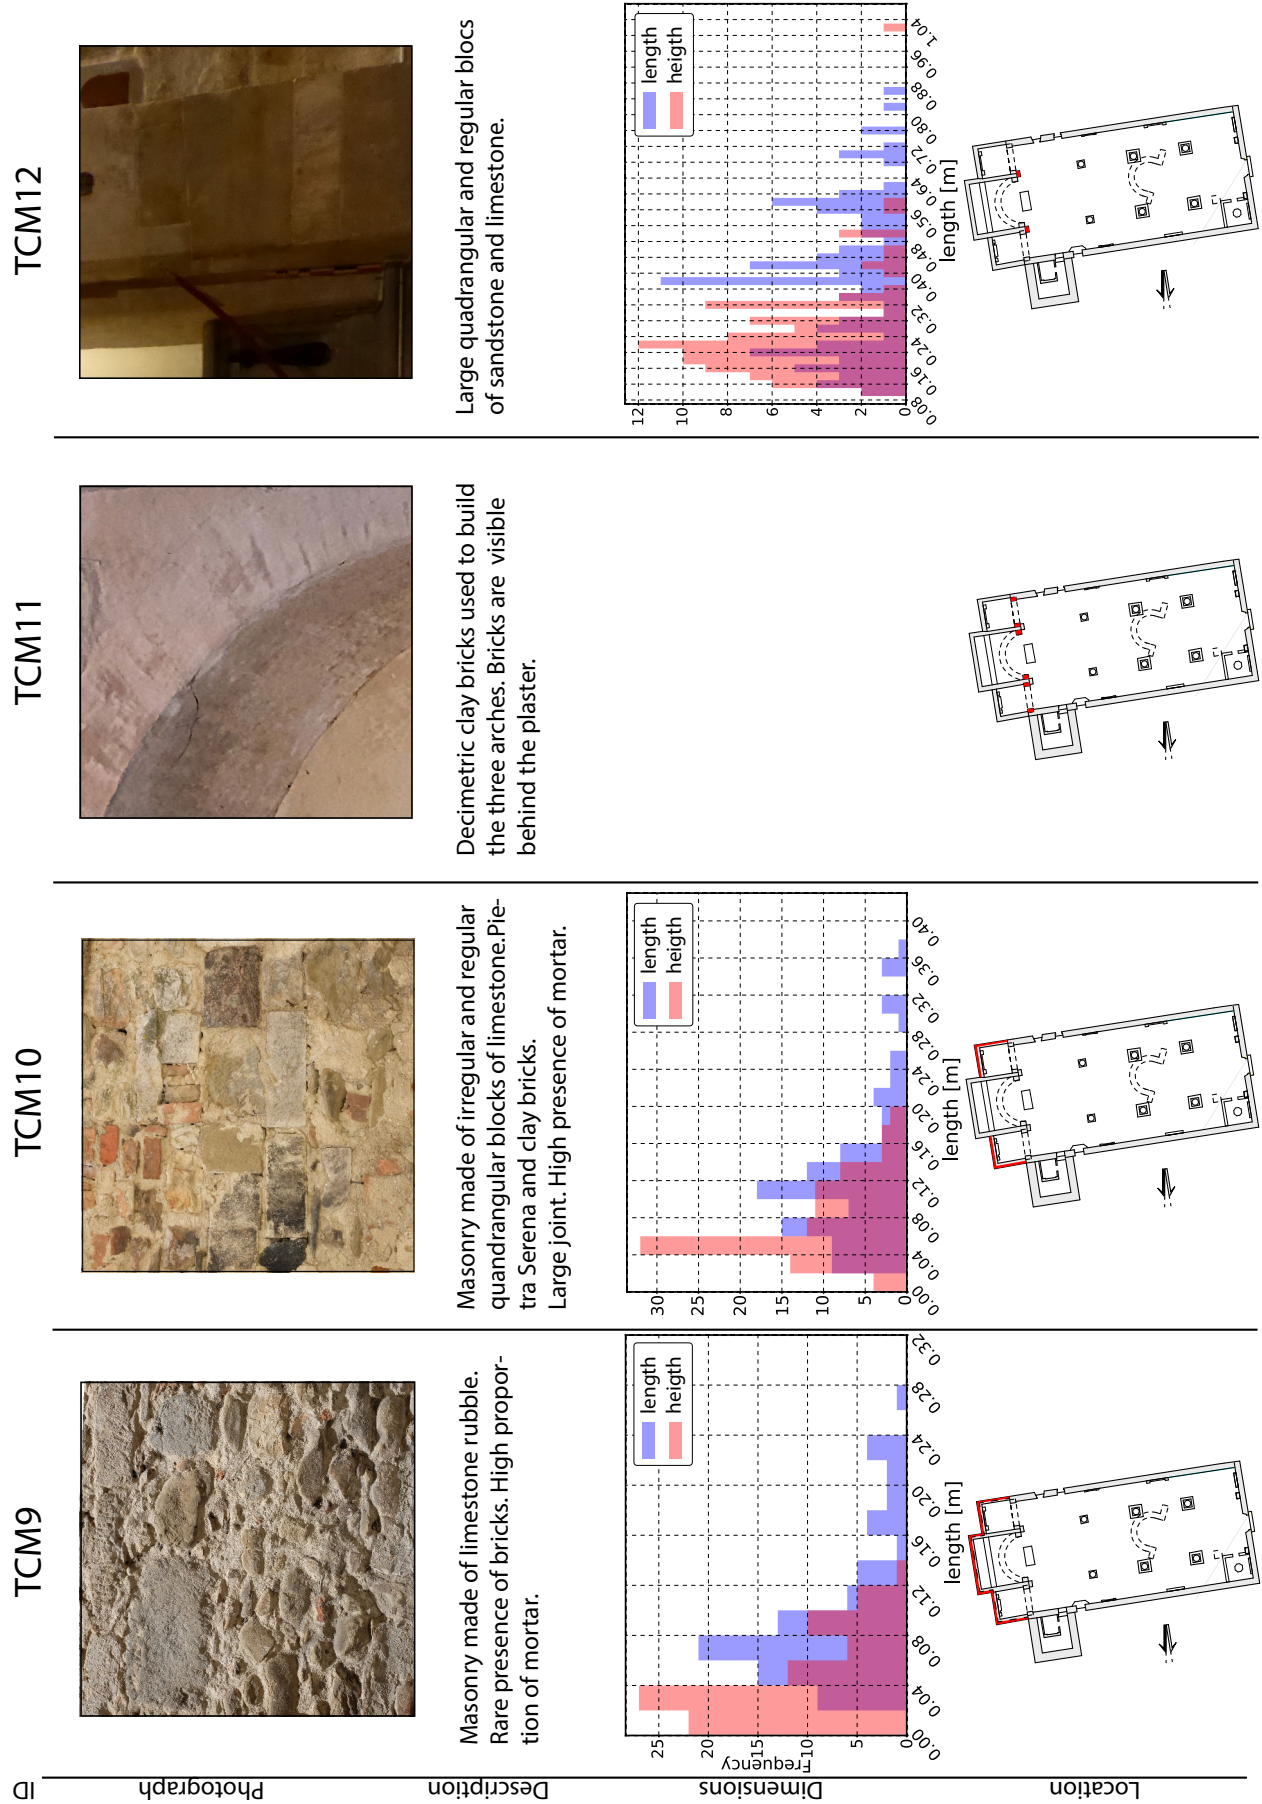 ID
Photograph
Description
Dimensions
Location
TCM9
Masonry made of limestone rubble.
Rare presence of bricks. High propor-
tion of mortar.
Frequency
25
20
15
10
5
0
length
heigth
0.00
0.04
0.08
0.12
0.16
0.20
0.24
0.28
0.32
length [m]
TCM10
Masonry made of irregular and regular
quandrangular blocks of limestone.Pie-
tra Serena and clay bricks.
Large joint. High presence of mortar.
30
25
20
15
10
5
0
length
heigth
0.00
0.04
0.08
0.12
0.16
0.20
0.24
0.28
0.32
0.36
0.40
length [m]
TCM11
Decimetric clay bricks used to build
the three arches. Bricks are visible
behind the plaster.
TCM12
Large quadrangular and regular blocs
of sandstone and limestone.
12
10
8
6
4
2
0
length
heigth
0.08
0.16
0.24
0.32
0.40
0.48
0.56
0.64
0.72
0.80
0.88
0.96
1.04
length [m]